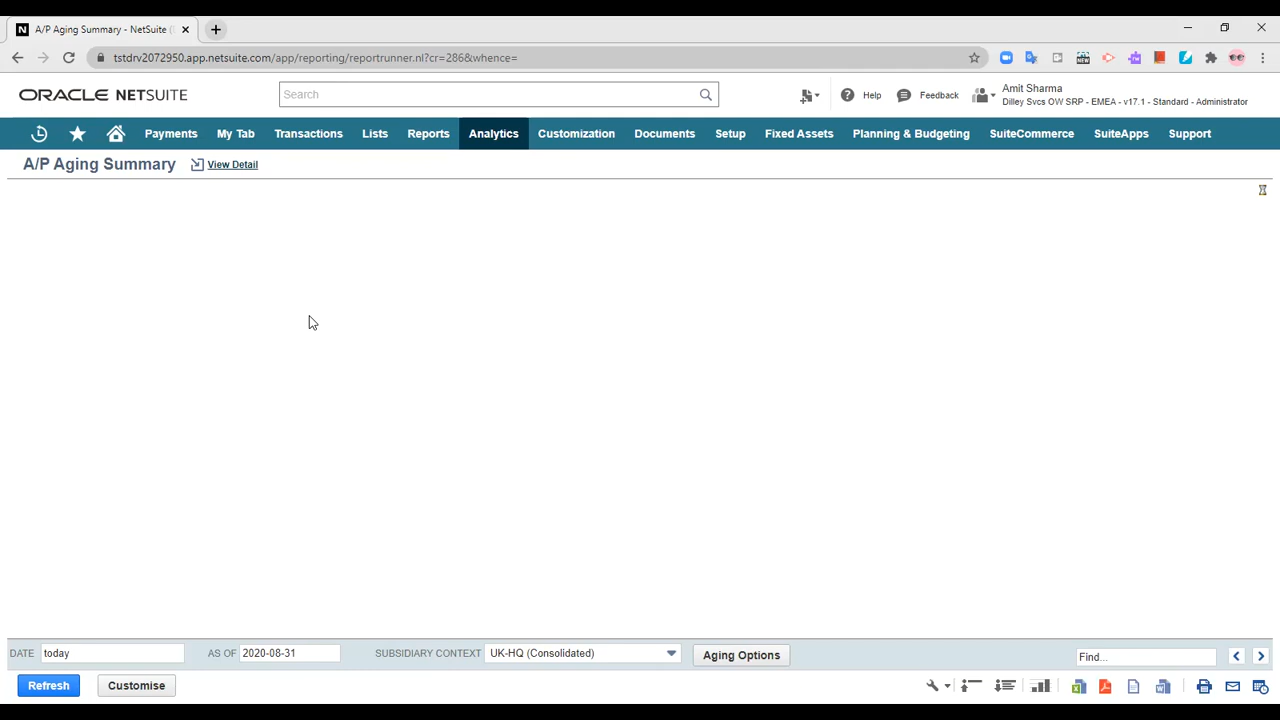 A/P Aging Summary - NetSuite (
tstdrv2072950.app.netsuite.com/app/reporting/reportrunner.nl?cr=286&whence=
ORACLE NETSUITE
Search
Help
Feedback
Amit Sharma
Dilley Svcs OW SRP - EMEA - v17.1 - Standard - Administrator
Payments My Tab Transactions Lists Reports Analytics Customization Documents Setup Fixed Assets Planning & Budgeting SuiteCommerce SuiteApps Support
A/P Aging Summary View Detail
DATE today AS OF 2020-08-31 SUBSIDIARY CONTEXT UK-HQ (Consolidated) Aging Options Find...
Refresh Customise